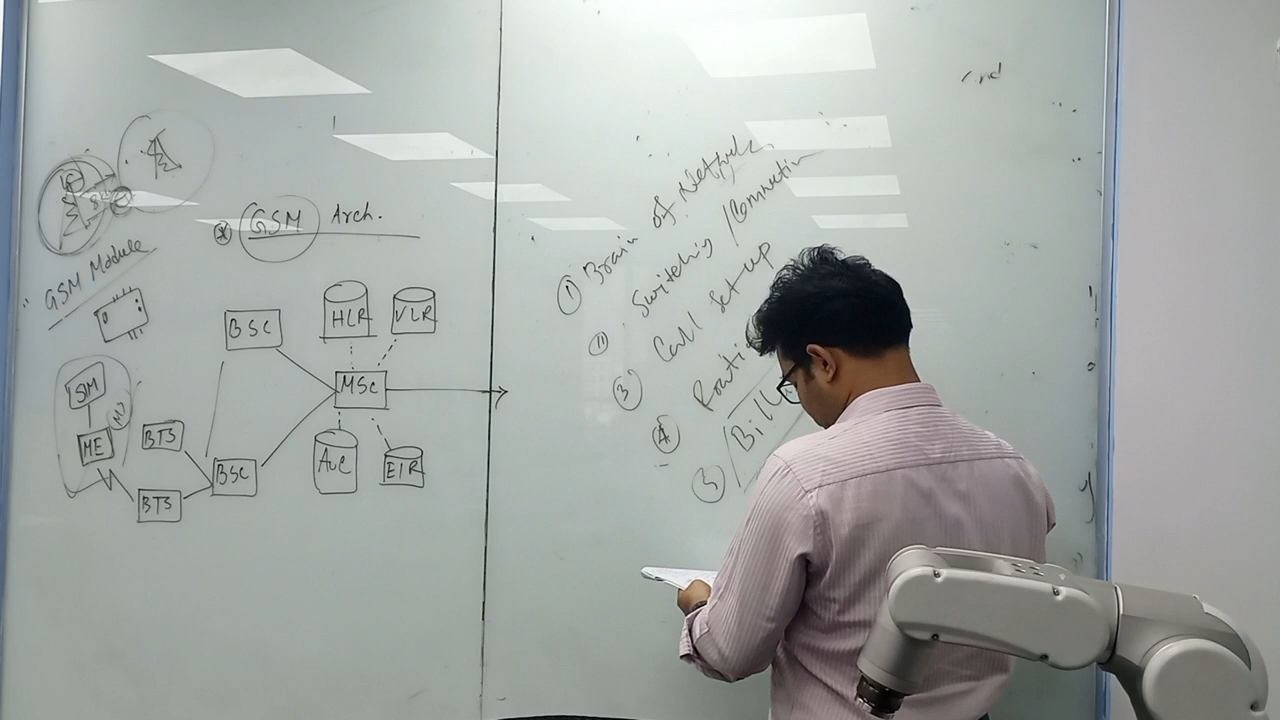 GSM Arch.
GSM Module
BSC
HLR
VLR
MSC
SIM
ME
BTS
BSC
BTS
AuC
EIR
① Brain of Network
⑪ Switching / Connection
③ Call Set-up
④ Routi
⑤ / Bill